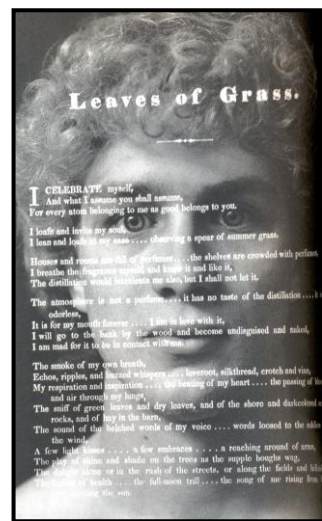 Leaves of Grass.
I CELEBRATE myself,
And what I assume you shall assume,
For every atom belonging to me as good belongs to you.
I loafe and invite my soul,
I lean and loafe at my ease .... observing a spear of summer grass.
Houses and rooms are full of perfumes .... the shelves are crowded with perfumes,
I breathe the fragrance myself, and know it and like it,
The distillation would intoxicate me also, but I shall not let it.
The atmosphere is not a perfume .... it has no taste of the distillation ....
odorless,
It is for my mouth forever .... I am in love with it,
I will go to the bank by the wood and become undisguised and naked,
I am mad for it to be in contact with me.
The smoke of my own breath,
Echos, ripples, and buzzed whispers .... loveroot, silkthread, crotch and vine,
My respiration and inspiration .... the beating of my heart .... the passing of
and air through my lungs,
The sniff of green leaves and dry leaves, and of the shore and darkcolored
rocks, and of hay in the barn,
The sound of the belched words of my voice .... words loosed to the
the wind,
A few light kisses .... a few embraces .... a reaching around of arms,
The play of shine and shade on the trees as the supple boughs wag,
The delight alone or in the rush of the streets, or along the fields and
The feeling of health .... the full-noon trill .... the song of me rising from
the sun.